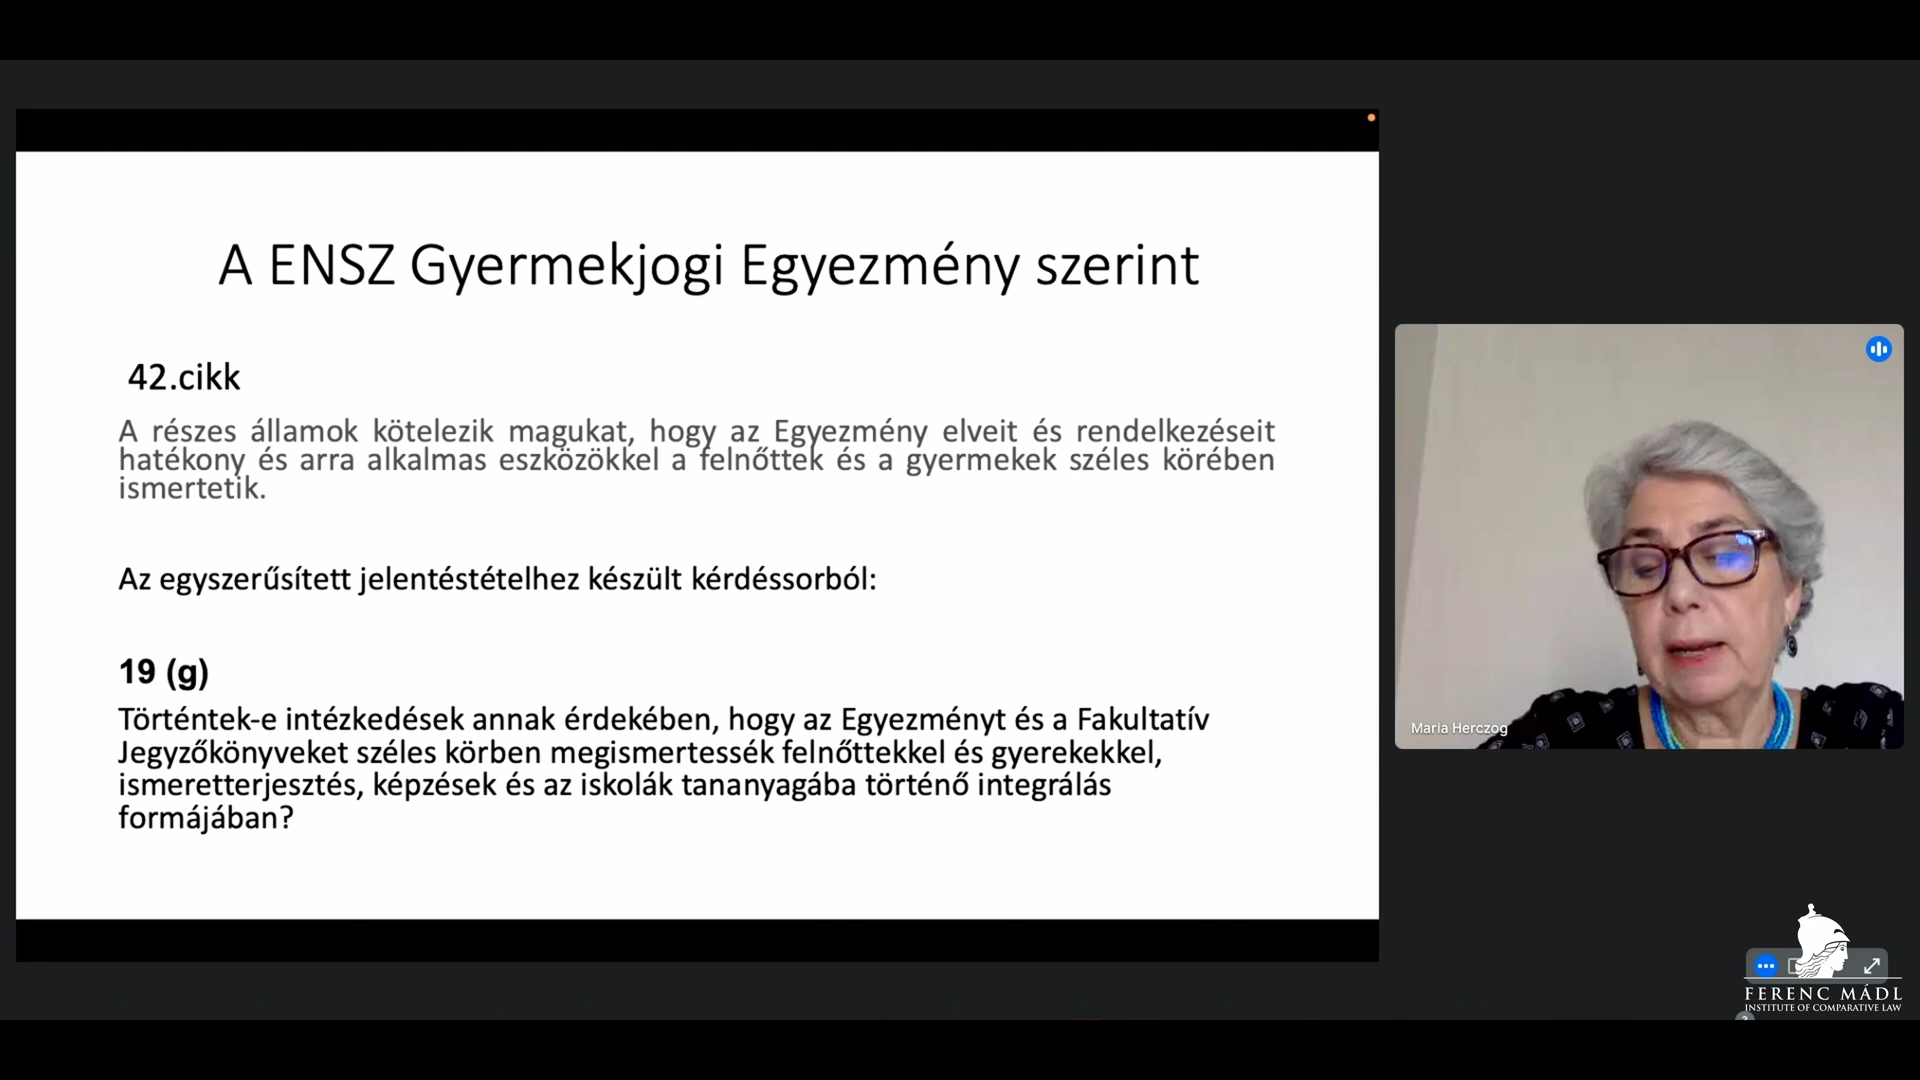 A ENSZ Gyermekjogi Egyezmény szerint
42.cikk
A részes államok kötelezik magukat, hogy az Egyezmény elveit és rendelkezéseit
hatékony és arra alkalmas eszközökkel a felnőttek és a gyermekek széles körében
ismertetik.
Az egyszerűsített jelentéstételhez készült kérdéssorból:
19 (g)
Történtek-e intézkedések annak érdekében, hogy az Egyezményt és a Fakultatív
Jegyzőkönyveket széles körben megismertessék felnőttekkel és gyerekekkel,
ismeretterjesztés, képzések és az iskolák tananyagába történő integrálás
formájában?
Maria Herczog
FERENC MÁDL
INSTITUTE OF COMPARATIVE LAW